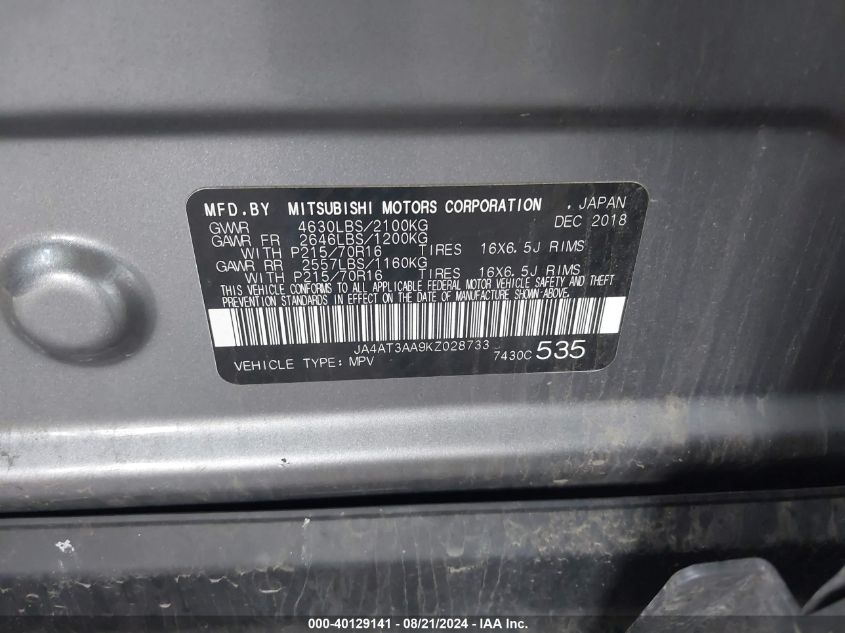 MFD.BY MITSUBISHI MOTORS CORPORATION , JAPAN
GVWR 4630LBS/2100KG DEC 2018
GAWR FR 2646LBS/1200KG
WITH P215/70R16 TIRES 16X6.5J RIMS
GAWR RR 2557LBS/1160KG
WITH P215/70R16 TIRES 16X6.5J RIMS
THIS VEHICLE CONFORMS TO ALL APPLICABLE FEDERAL MOTOR VEHICLE SAFETY AND THEFT
PREVENTION STANDARDS IN EFFECT ON THE DATE OF MANUFACTURE SHOWN ABOVE.
JA4AT3AA9KZ028733
VEHICLE TYPE: MPV 7430C 535
000-40129141 - 08/21/2024 - IAA Inc.